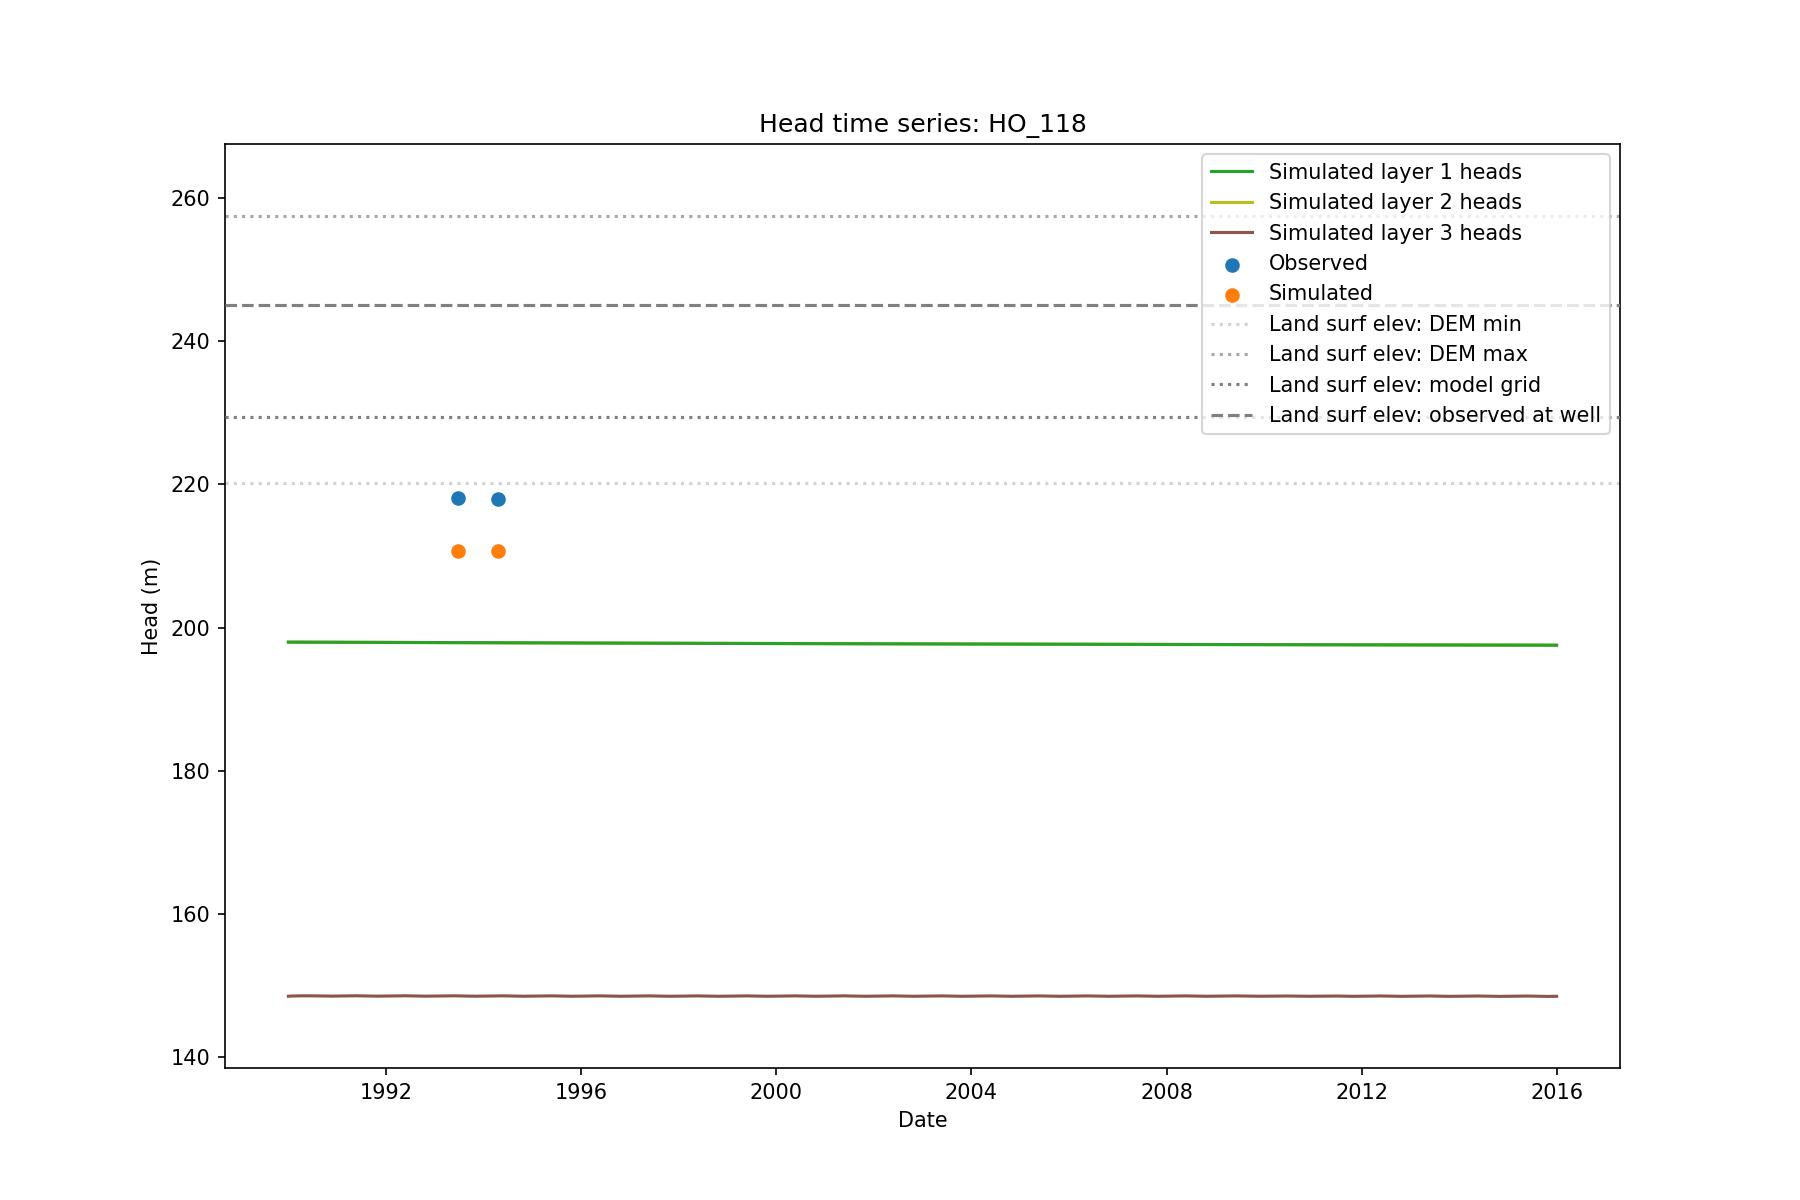 Head time series: HO_118
Simulated layer 1 heads
Simulated layer 2 heads
Simulated layer 3 heads
Observed
Simulated
Land surf elev: DEM min
Land surf elev: DEM max
Land surf elev: model grid
Land surf elev: observed at well
Head (m)
260
240
220
200
180
160
140
1992 1996 2000 2004 2008 2012 2016
Date